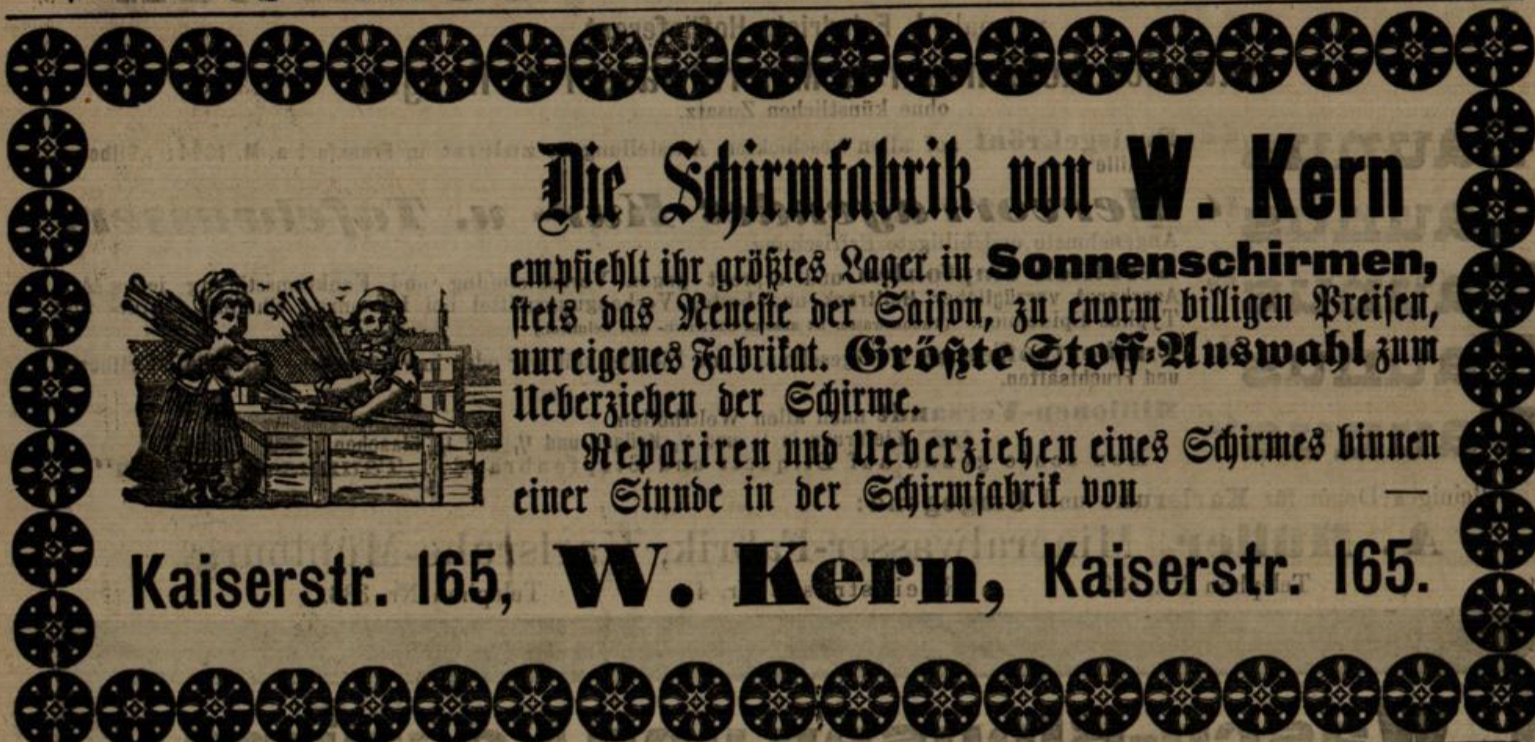 Die Schirmfabrik von W. Kern
empfiehlt ihr größtes Lager in Sonnenschirmen,
stets das Neueste der Saison, zu enorm billigen Preisen,
nur eigenes Fabrikat. Größte Stoff-Auswahl zum
Ueberziehen der Schirme.
Repariren und Ueberziehen eines Schirmes binnen
einer Stunde in der Schirmfabrik von
Kaiserstr. 165, W. Kern, Kaiserstr. 165.